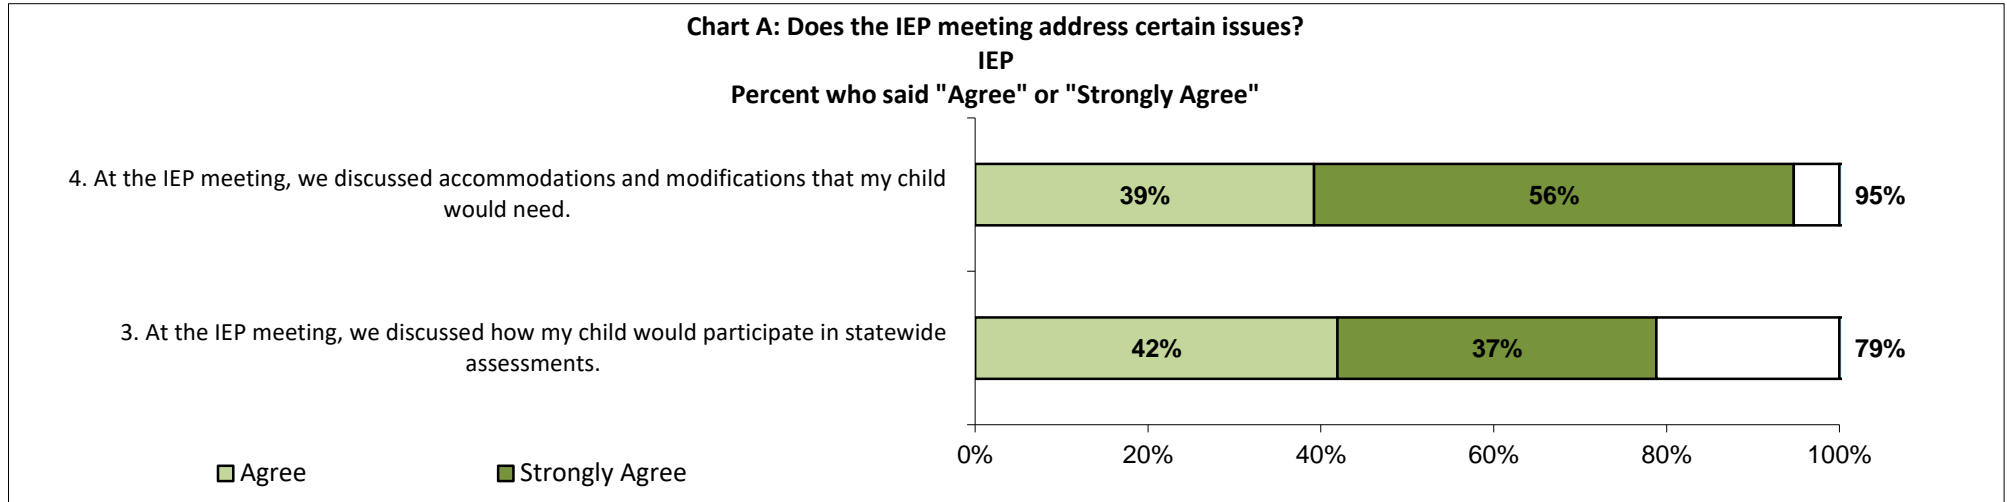 Chart A: Does the IEP meeting address certain issues?
IEP
Percent who said "Agree" or "Strongly Agree"
4. At the IEP meeting, we discussed accommodations and modifications that my child
would need.
39%
56%
95%
3. At the IEP meeting, we discussed how my child would participate in statewide
assessments.
42%
37%
79%
0%
20%
40%
60%
80%
100%
Agree
Strongly Agree